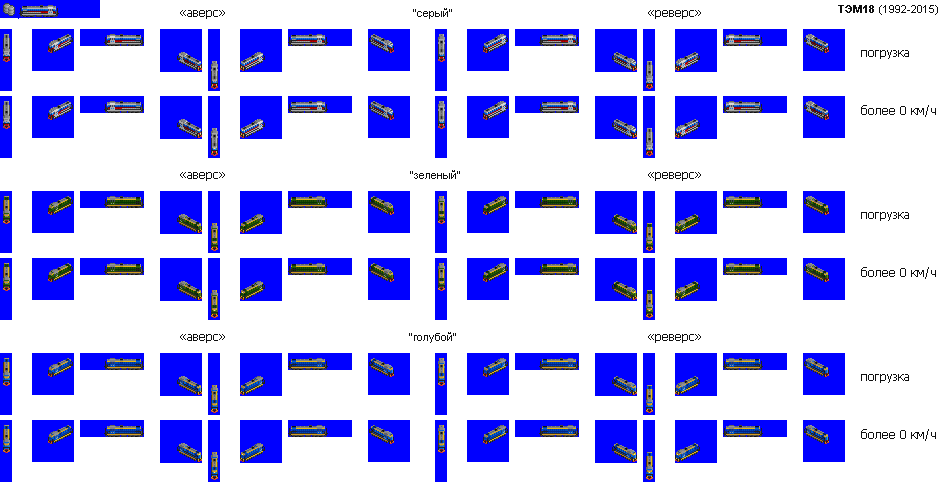 «аверс» "серый" «реверс» ТЭМ18 (1992-2015)
погрузка
более 0 км/ч
«аверс» "зеленый" «реверс»
погрузка
более 0 км/ч
«аверс» "голубой" «реверс»
погрузка
более 0 км/ч